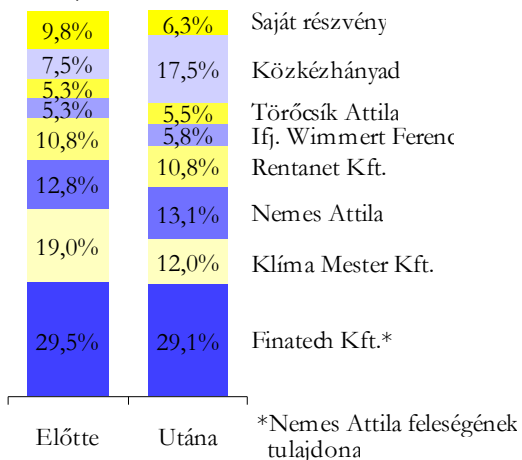 9,8% 6,3% Saját részvény
7,5% 17,5% Közkézhányad
5,3% 5,5% Törőcsik Attila
5,3% 5,8% Ifj. Wimmert Ferenc
10,8% 10,8% Rentanet Kft.
12,8% 13,1% Nemes Attila
19,0% 12,0% Klíma Mester Kft.
29,5% 29,1% Finatech Kft.*
Előtte Utána
*Nemes Attila feleségének
tulajdona